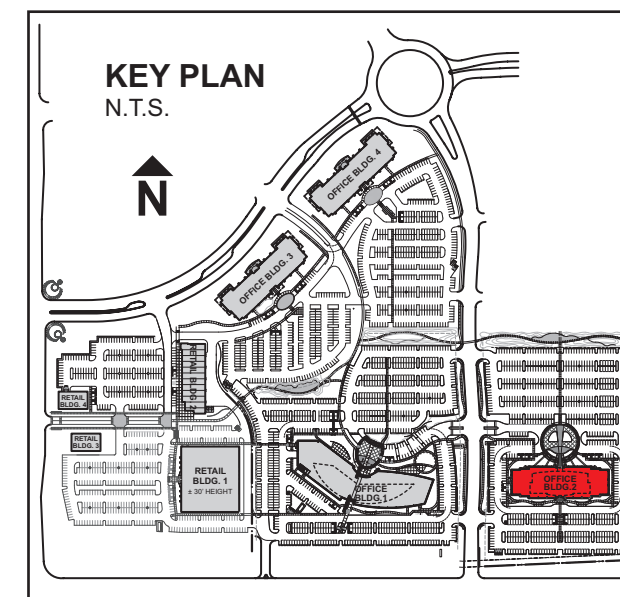 KEY PLAN
N.T.S.
N
OFFICE BLDG. 4
OFFICE BLDG. 3
RETAIL BLDG. 2
RETAIL
BLDG. 4
RETAIL
BLDG. 3
RETAIL
BLDG. 1
± 30' HEIGHT
OFFICE
BLDG.1
OFFICE
BLDG.2